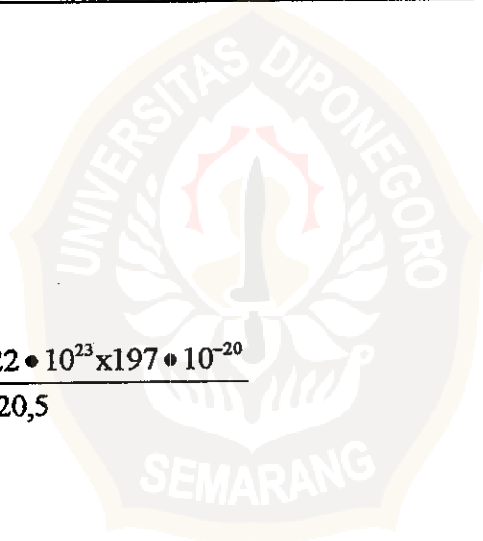 UNIVERSITAS DIPONEGORO
22 • 10²³x197 • 10⁻²⁰
20,5
SEMARANG